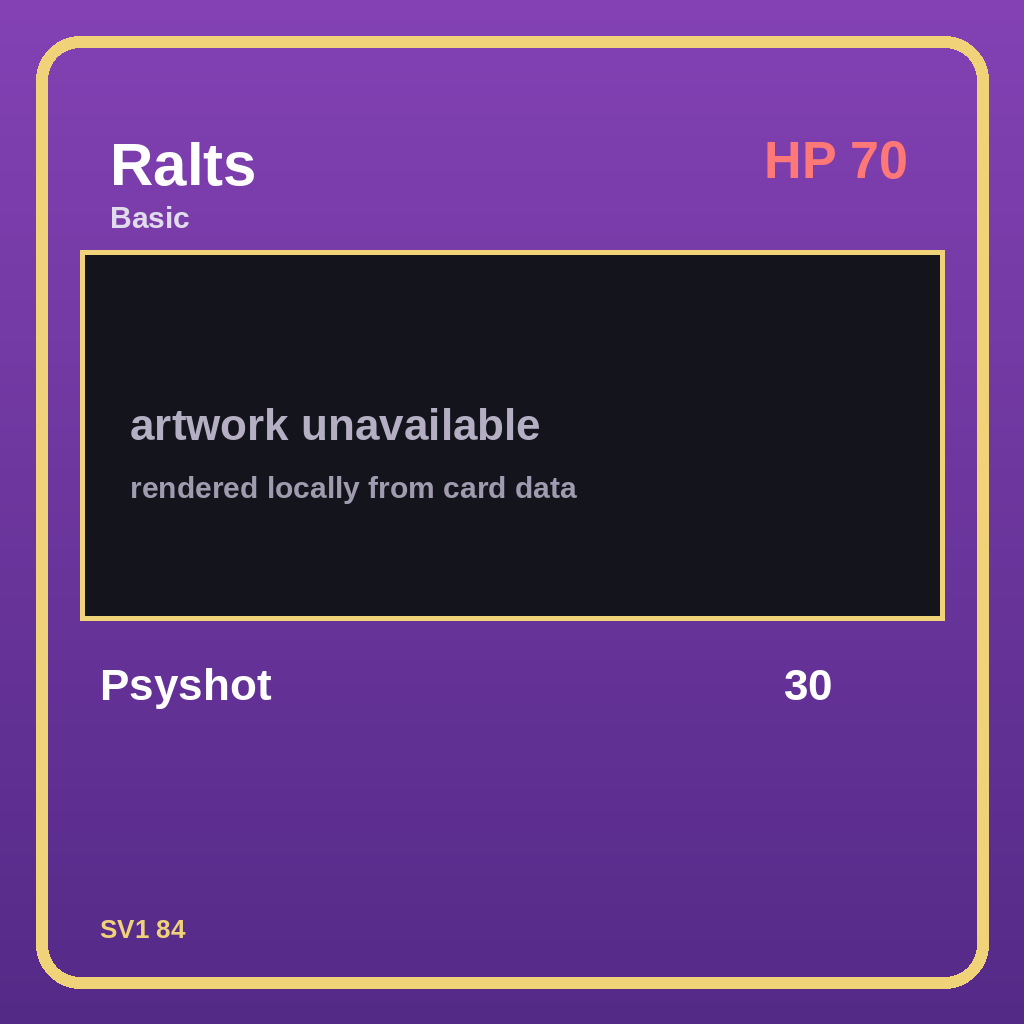 Ralts
HP 70
Basic
artwork unavailable
rendered locally from card data
Psyshot
30
SV1 84